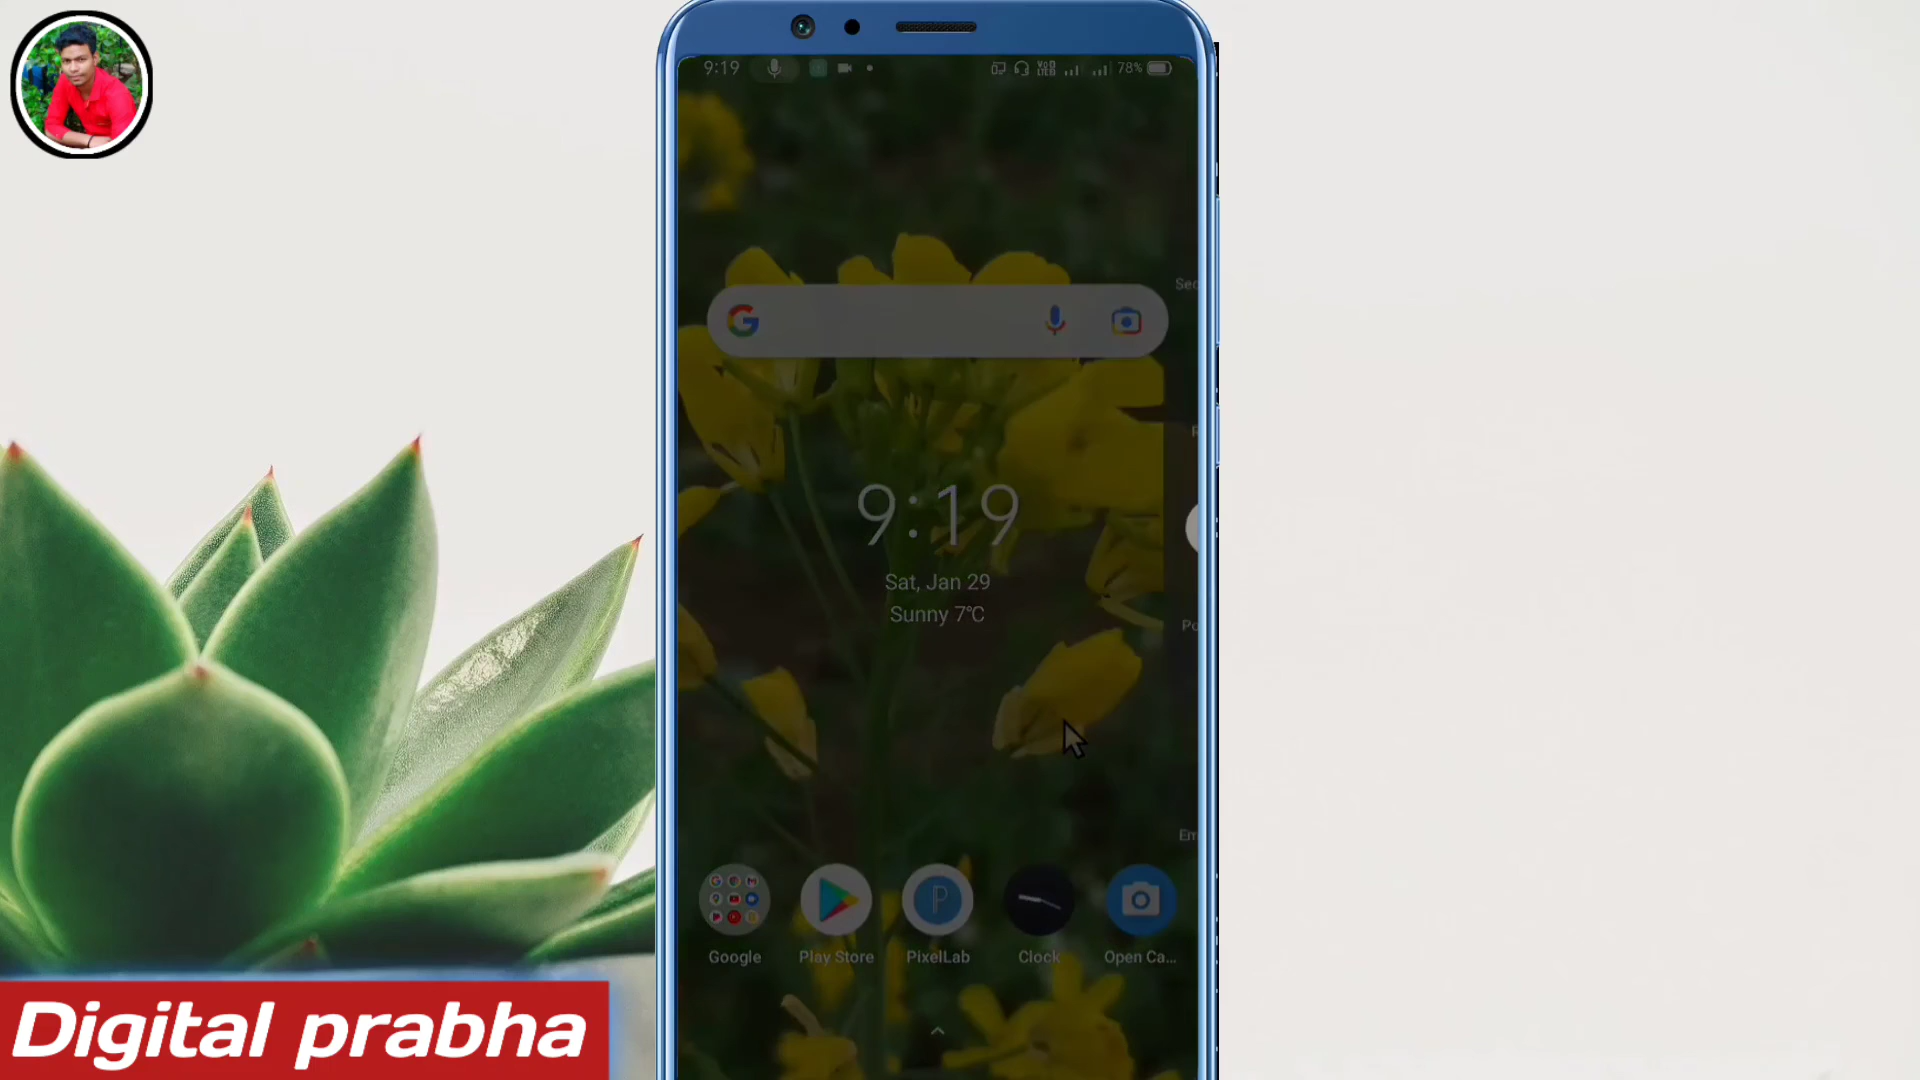 9:19
78%
9:19
Sat, Jan 29
Sunny 7°C
Google
Play Store
PixelLab
Clock
Open Ca...
Digital prabha